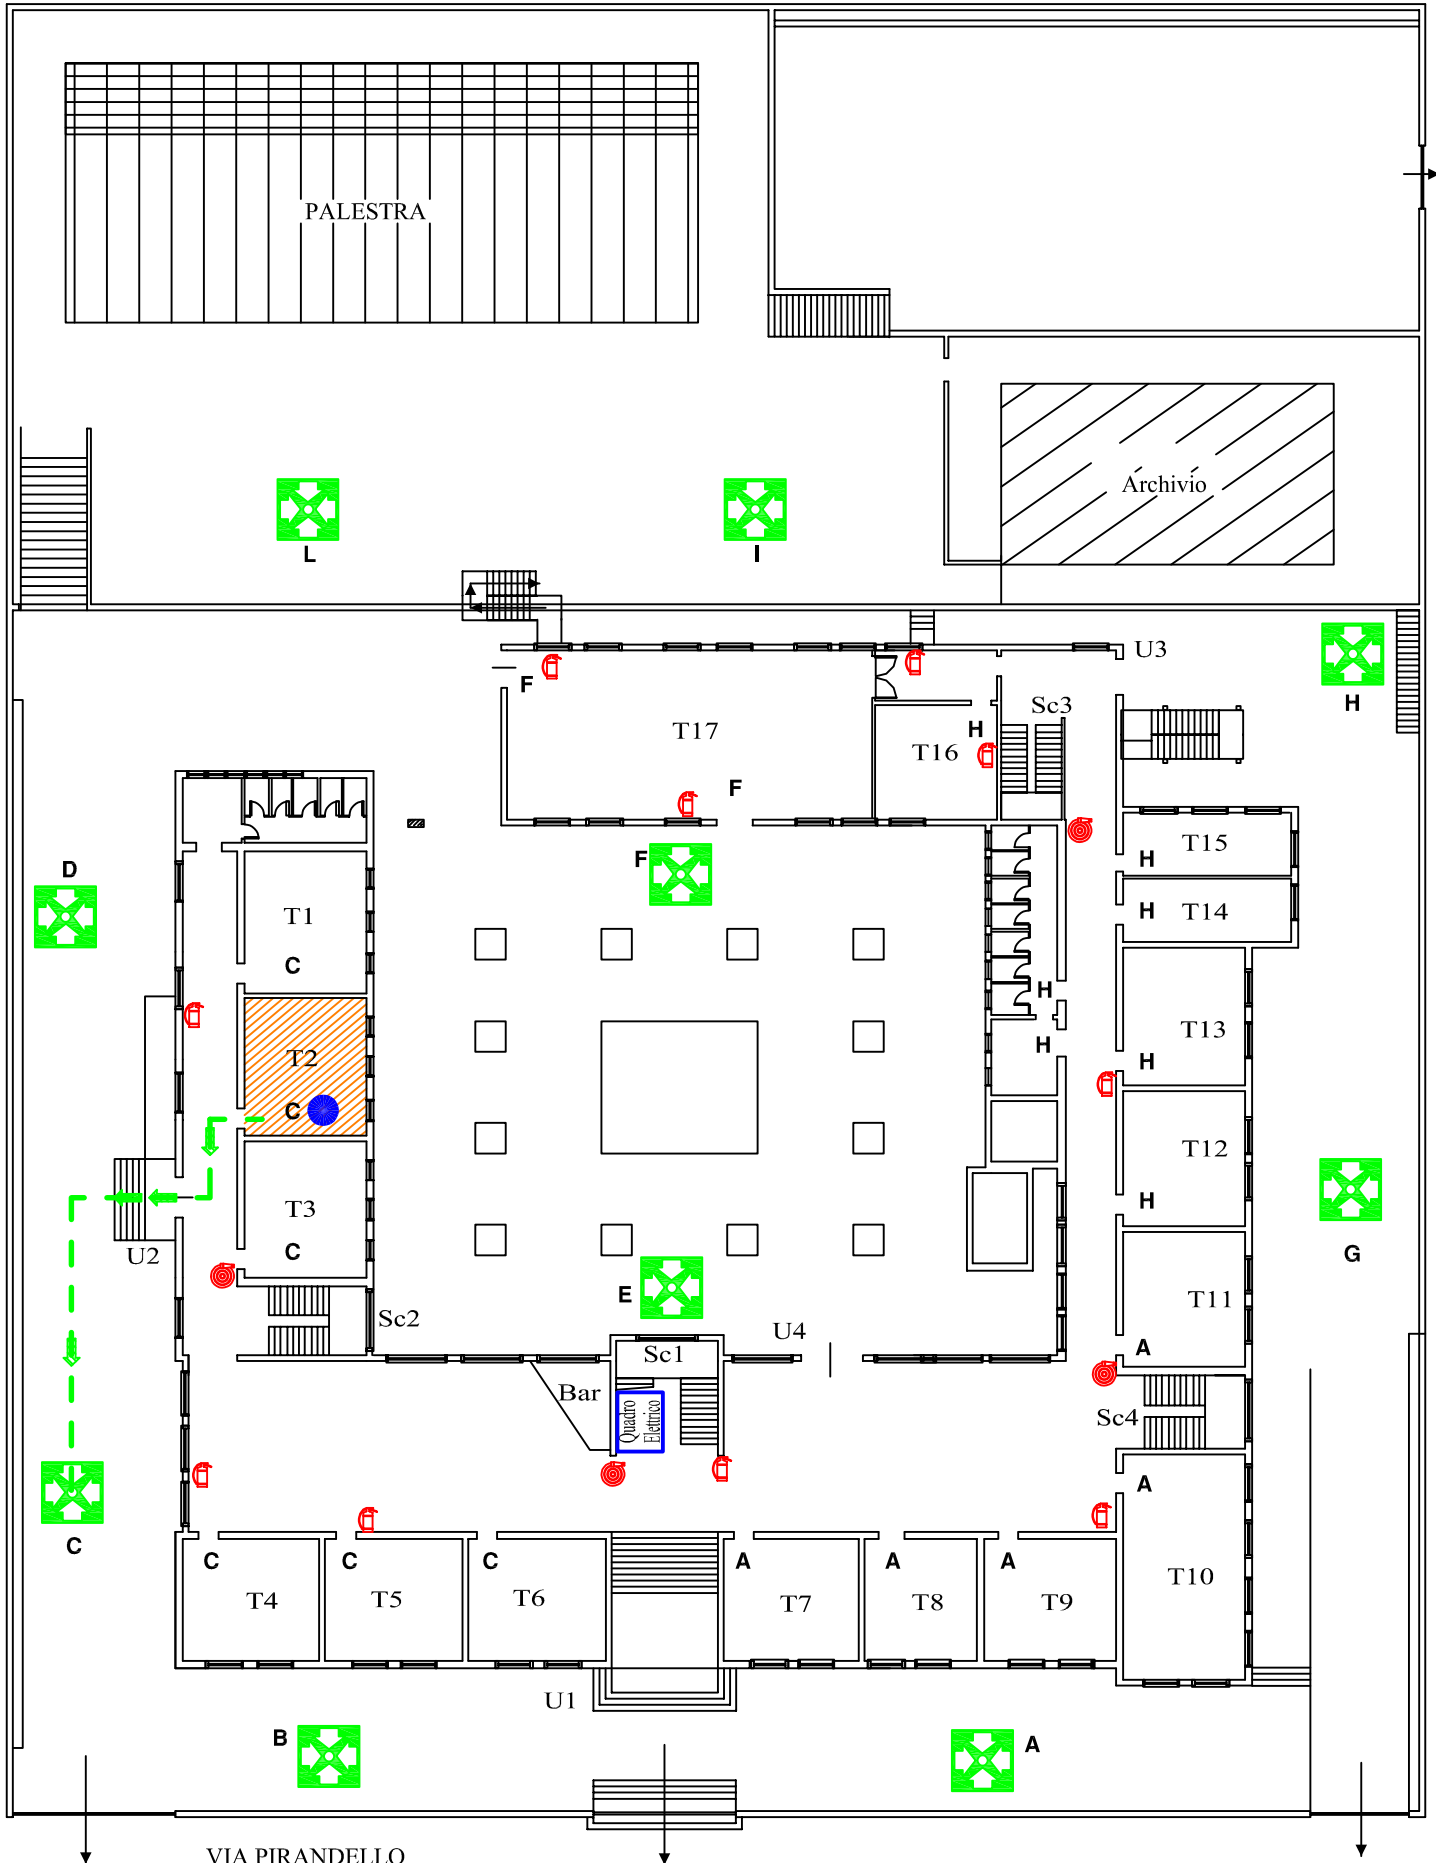 PALESTRA
Archivio
L
I
U3
H
F
Sc3
H
T17
H
T16
F
T15
H
F
D
T1
T14
H
C
H
T13
H
T2
H
C
T12
H
T3
C
U2
G
E
T11
Sc2
U4
Sc1
A
Bar
Quadro
Elettrico
Sc4
A
C
C
C
C
A
A
A
T10
T4
T5
T6
T7
T8
T9
U1
B
A
VIA PIRANDELLO